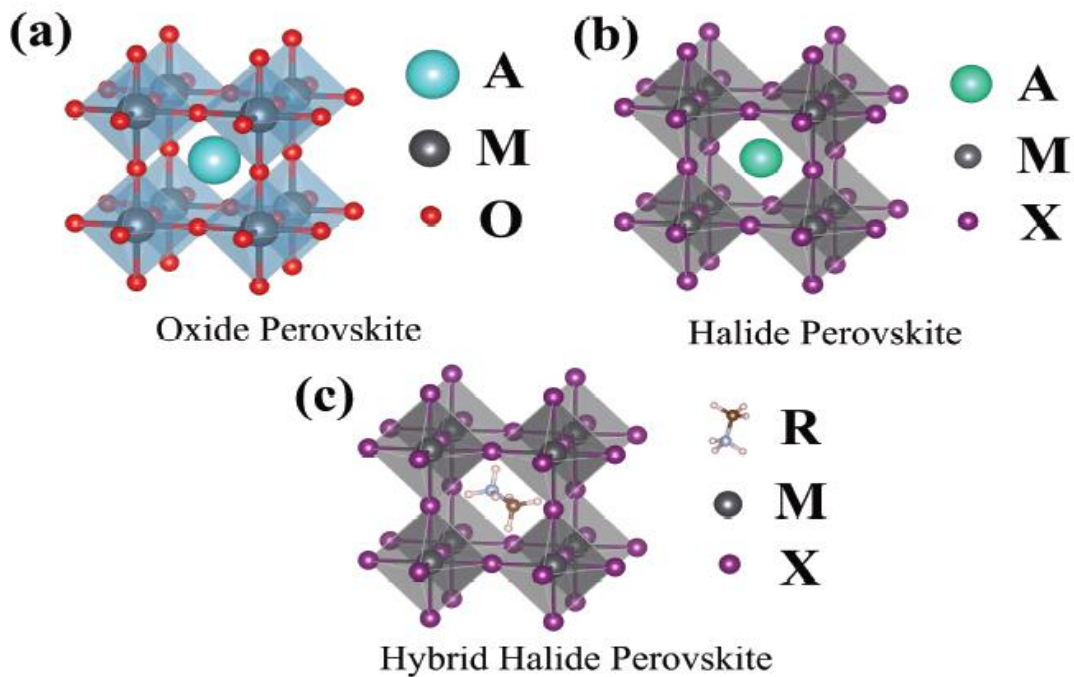 (a)
A
M
O
Oxide Perovskite
(b)
A
M
X
Halide Perovskite
(c)
R
M
X
Hybrid Halide Perovskite